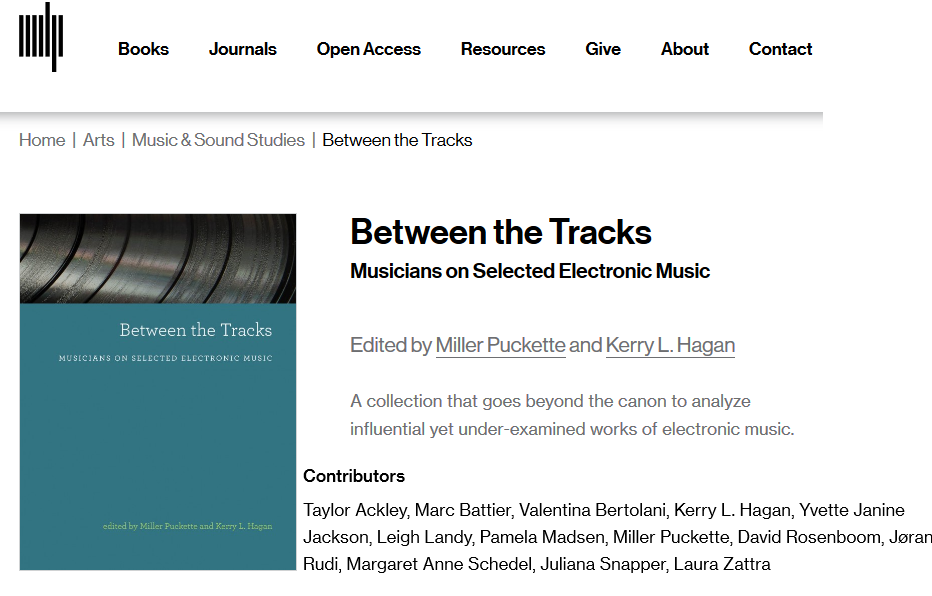 Books Journals Open Access Resources Give About Contact
Home | Arts | Music & Sound Studies | Between the Tracks
Between the Tracks
MUSICIANS ON SELECTED ELECTRONIC MUSIC
edited by Miller Puckette and Kerry L. Hagan
Between the Tracks
Musicians on Selected Electronic Music
Edited by Miller Puckette and Kerry L. Hagan
A collection that goes beyond the canon to analyze
influential yet under-examined works of electronic music.
Contributors
Taylor Ackley, Marc Battier, Valentina Bertolani, Kerry L. Hagan, Yvette Janine
Jackson, Leigh Landy, Pamela Madsen, Miller Puckette, David Rosenboom, Jøran
Rudi, Margaret Anne Schedel, Juliana Snapper, Laura Zattra